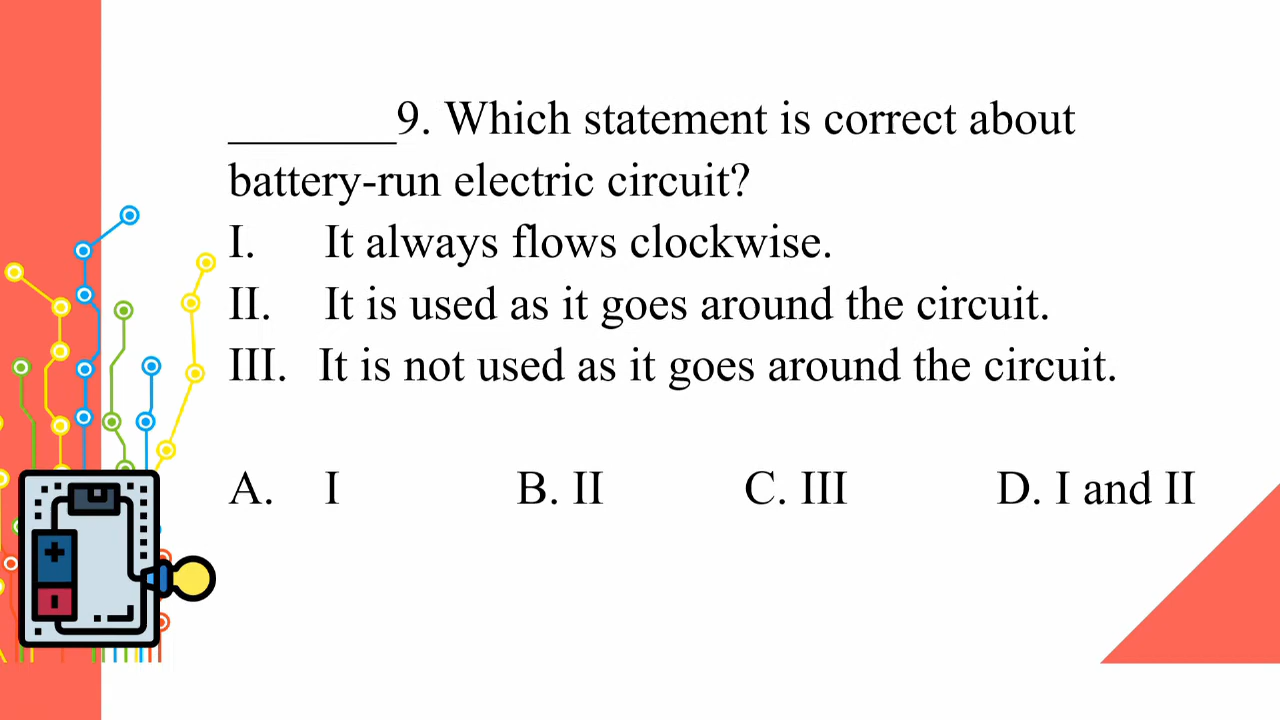 _______9. Which statement is correct about
battery-run electric circuit?
I. It always flows clockwise.
II. It is used as it goes around the circuit.
III. It is not used as it goes around the circuit.
A. I B. II C. III D. I and II